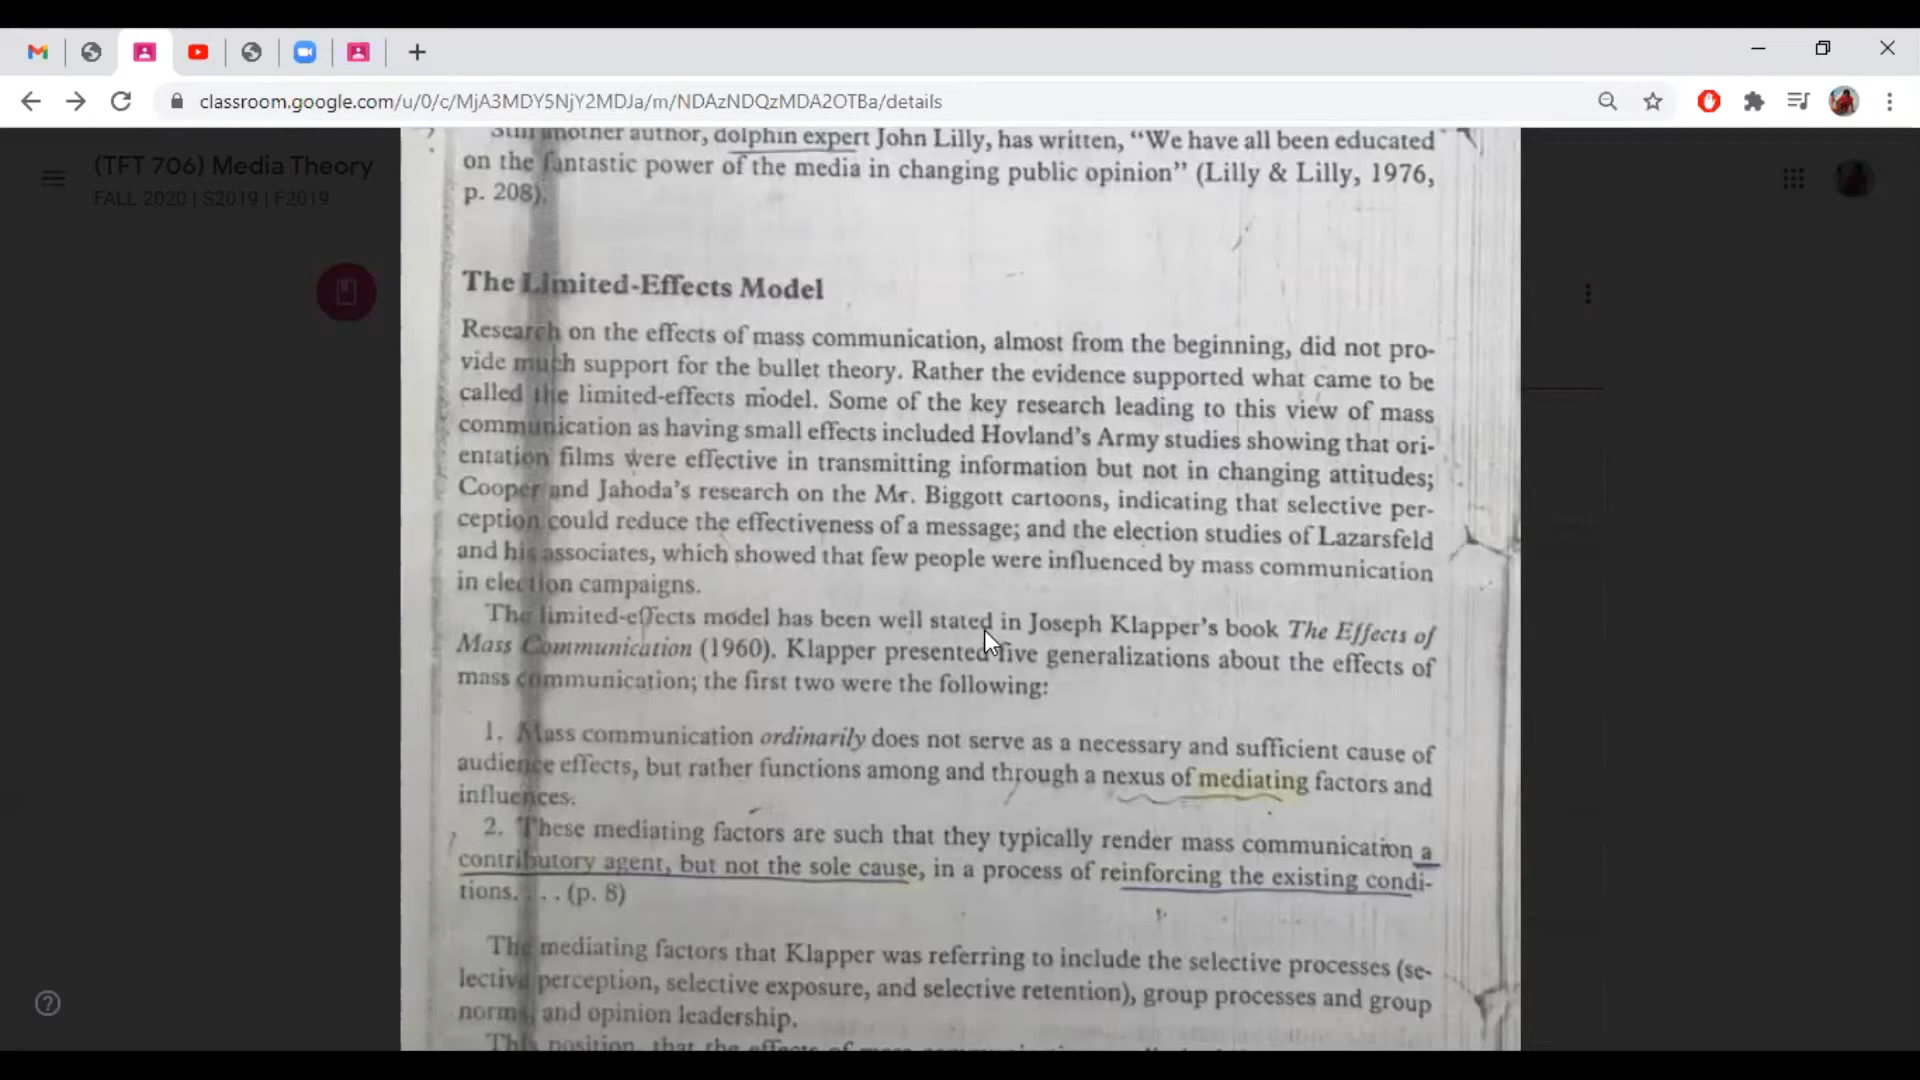 classroom.google.com/u/0/c/MjA3MDY5NjY2MDJa/m/NDAzNDQzMDA2OTBa/details
(TFT 706) Media Theory
FALL 2020 | S2019 | F2019
Still another author, dolphin expert John Lilly, has written, “We have all been educated
on the fantastic power of the media in changing public opinion” (Lilly & Lilly, 1976,
p. 208).
The Limited-Effects Model
Research on the effects of mass communication, almost from the beginning, did not pro-
vide much support for the bullet theory. Rather the evidence supported what came to be
called the limited-effects model. Some of the key research leading to this view of mass
communication as having small effects included Hovland’s Army studies showing that ori-
entation films were effective in transmitting information but not in changing attitudes;
Cooper and Jahoda’s research on the Mr. Biggott cartoons, indicating that selective per-
ception could reduce the effectiveness of a message; and the election studies of Lazarsfeld
and his associates, which showed that few people were influenced by mass communication
in election campaigns.
The limited-effects model has been well stated in Joseph Klapper’s book The Effects of
Mass Communication (1960). Klapper presented five generalizations about the effects of
mass communication; the first two were the following:
1. Mass communication ordinarily does not serve as a necessary and sufficient cause of
audience effects, but rather functions among and through a nexus of mediating factors and
influences.
2. These mediating factors are such that they typically render mass communication a
contributory agent, but not the sole cause, in a process of reinforcing the existing condi-
tions. . . . (p. 8)
The mediating factors that Klapper was referring to include the selective processes (se-
lective perception, selective exposure, and selective retention), group processes and group
norms, and opinion leadership.
This position, that the effects of mass